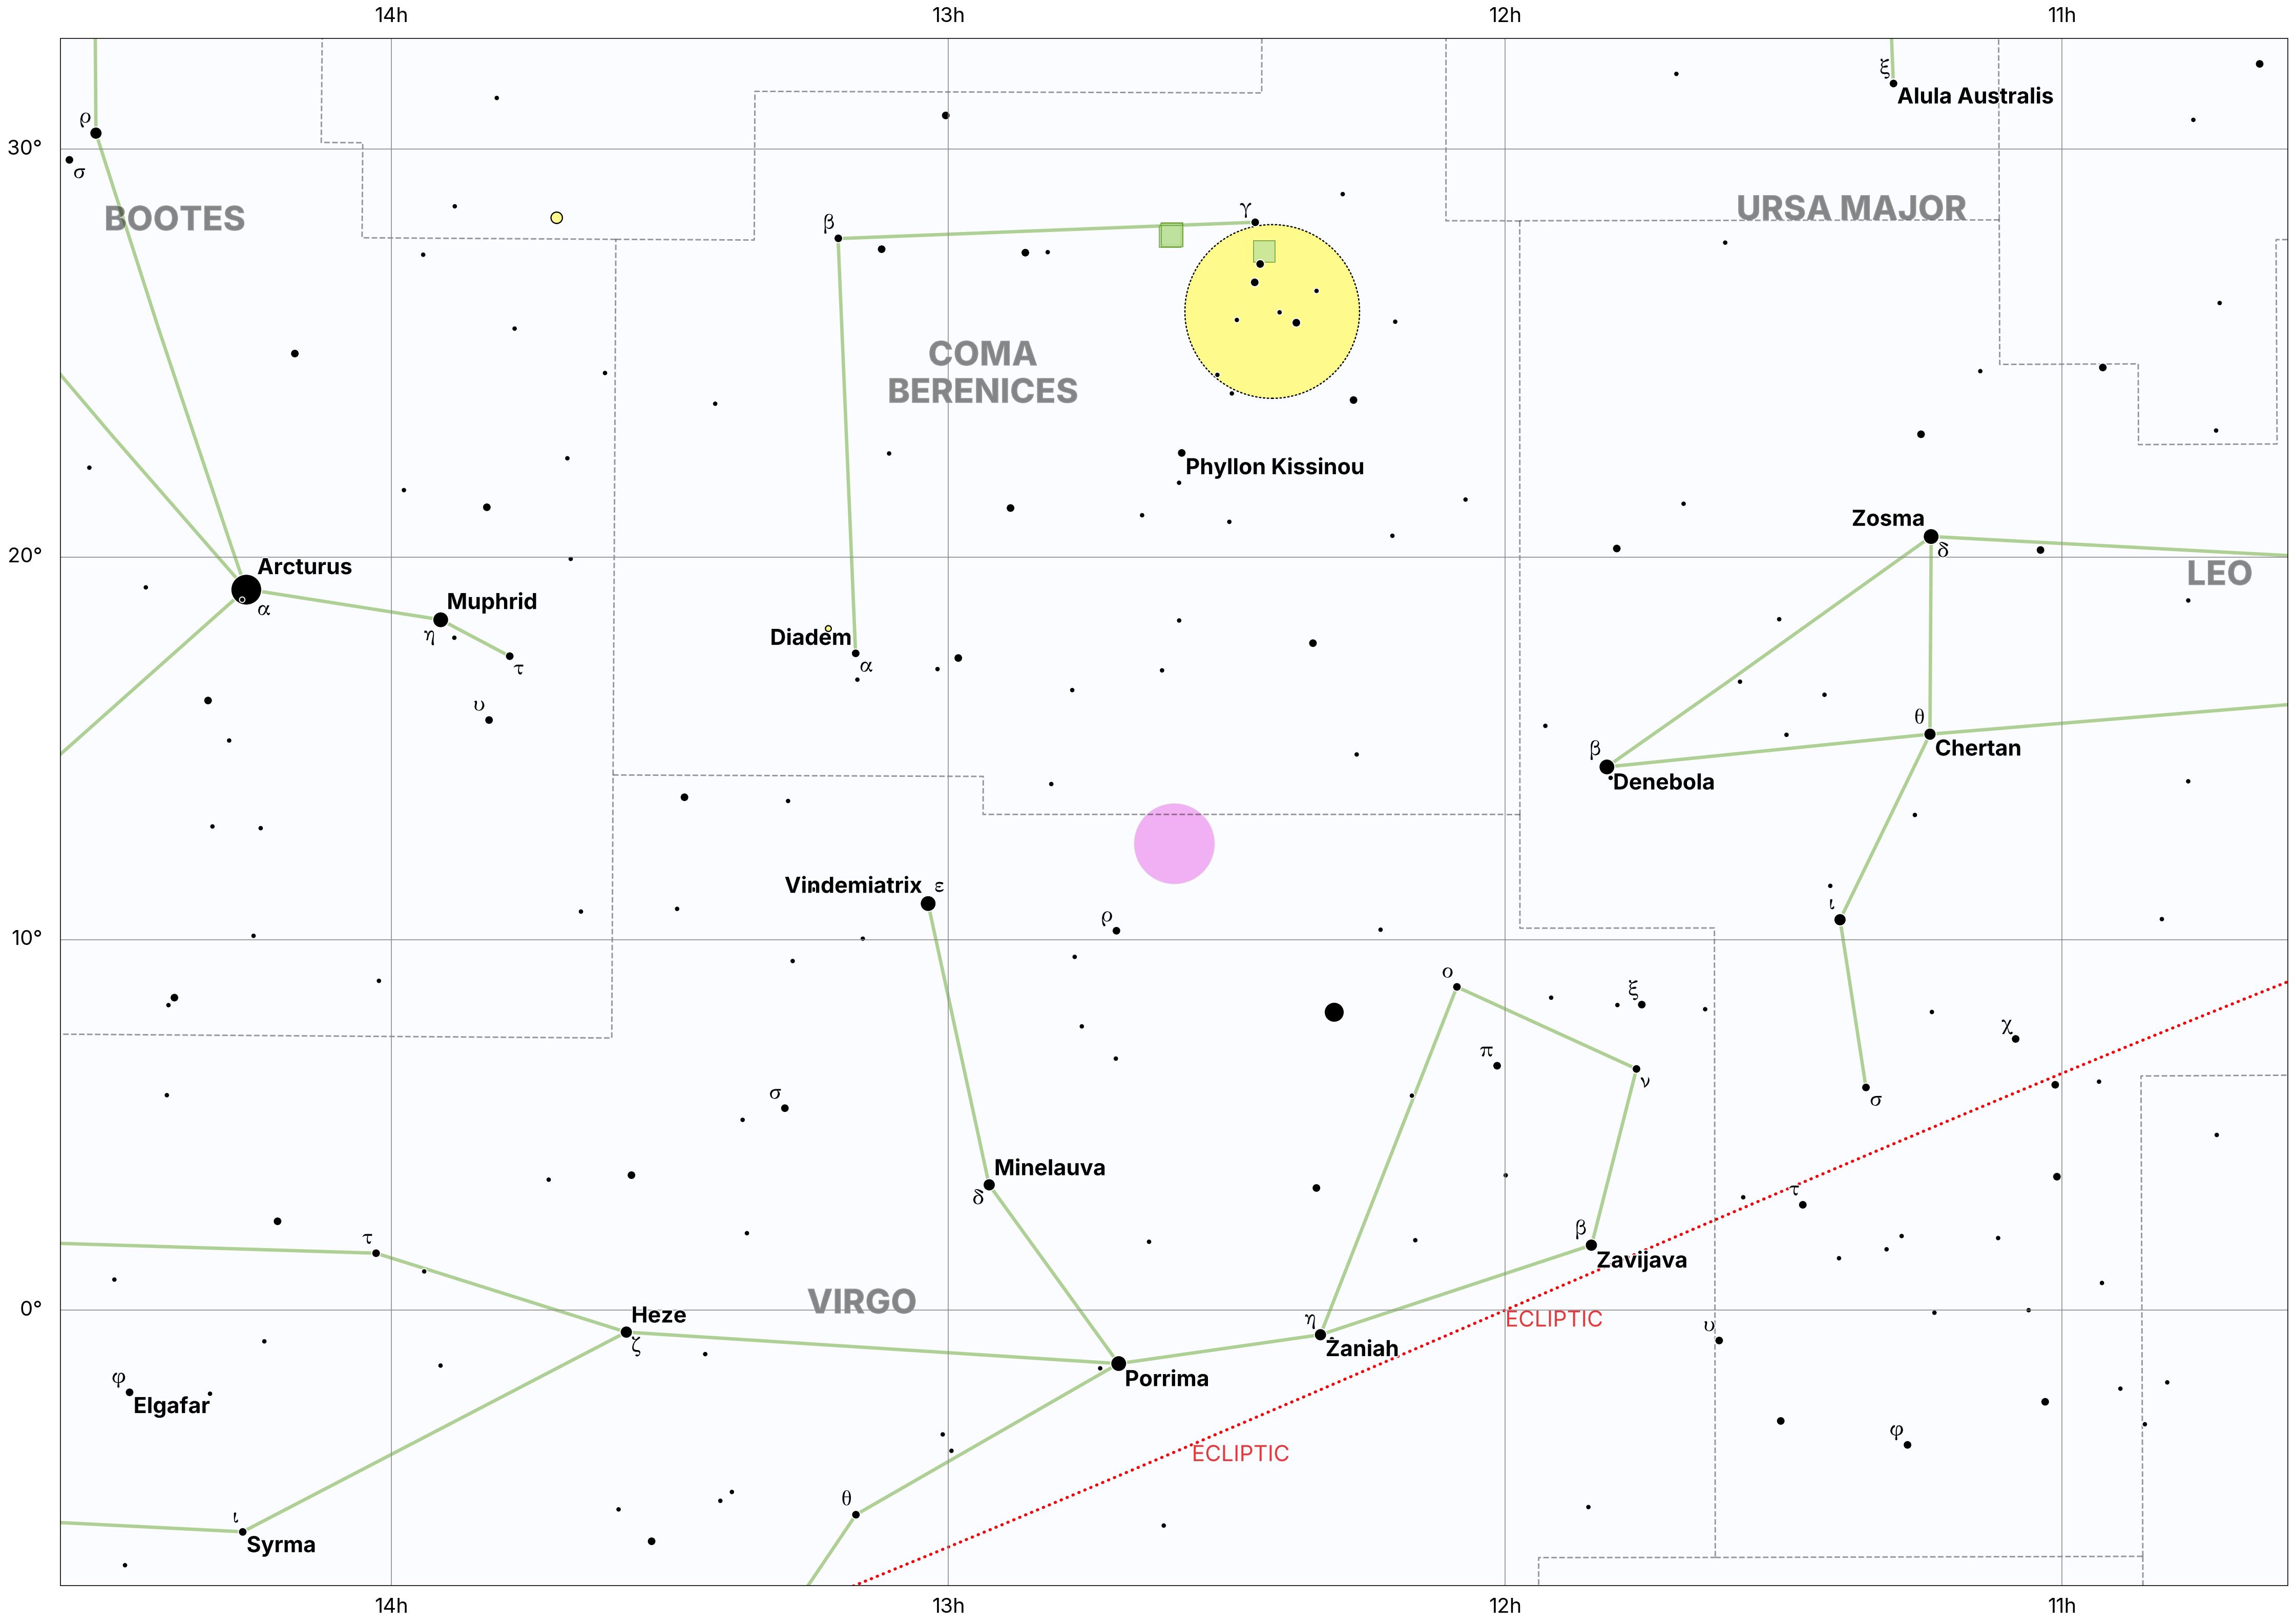 14h 13h 12h 11h
ξ
Alula Australis
ρ
30°
σ
BOOTES
β
γ
URSA MAJOR
COMA
BERENICES
Phyllon Kissinou
Zosma
δ
20°
Arcturus
α
LEO
Muphrid
η
τ
Diadem
α
υ
θ
Chertan
β
Denebola
Vindemiatrix ε
ι
ρ
10°
ο
ξ
π
χ
ν
σ
σ
Minelauva
δ
τ
τ
β
Zavijava
VIRGO
0°
Heze
ζ
η
Zaniah
ECLIPTIC
υ
Porrima
φ
Elgafar
ECLIPTIC
φ
θ
ι
Syrma
14h 13h 12h 11h